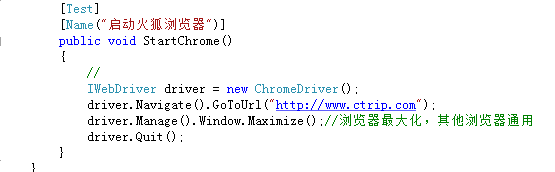 [Test]
[Name("启动火狐浏览器")]
public void StartChrome()
{
//
IWebDriver driver = new ChromeDriver();
driver.Navigate().GoToUrl("http://www.ctrip.com");
driver.Manage().Window.Maximize();//浏览器最大化，其他浏览器通用
driver.Quit();
}
}